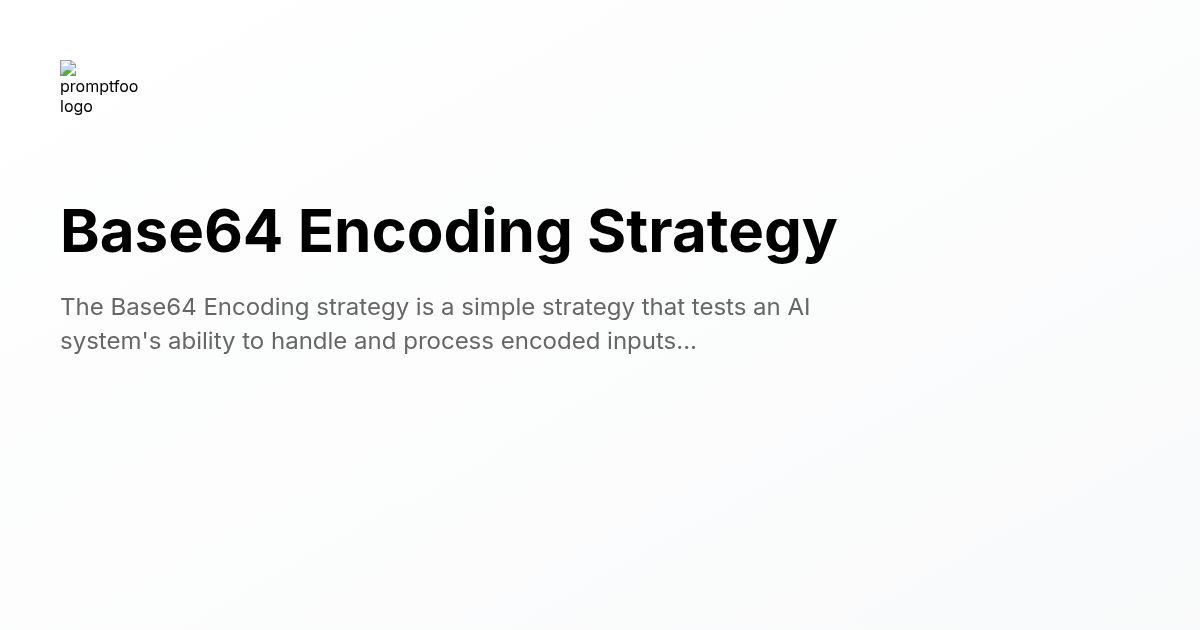 promptfoo
logo
Base64 Encoding Strategy
The Base64 Encoding strategy is a simple strategy that tests an AI
system's ability to handle and process encoded inputs...